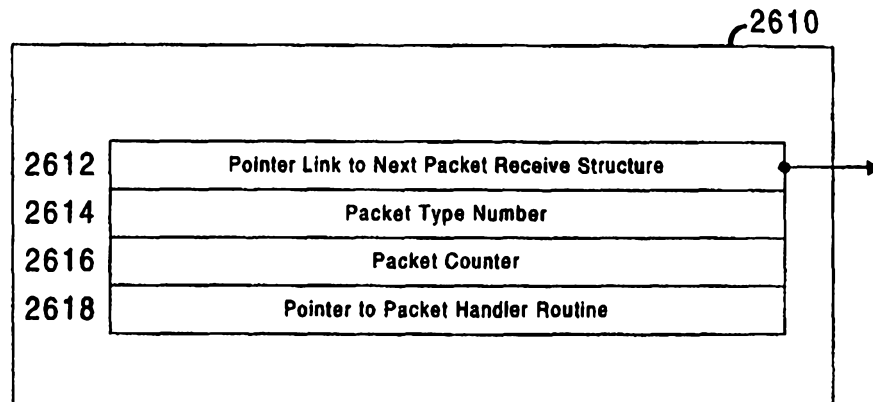 2610
2612 Pointer Link to Next Packet Receive Structure
2614 Packet Type Number
2616 Packet Counter
2618 Pointer to Packet Handler Routine